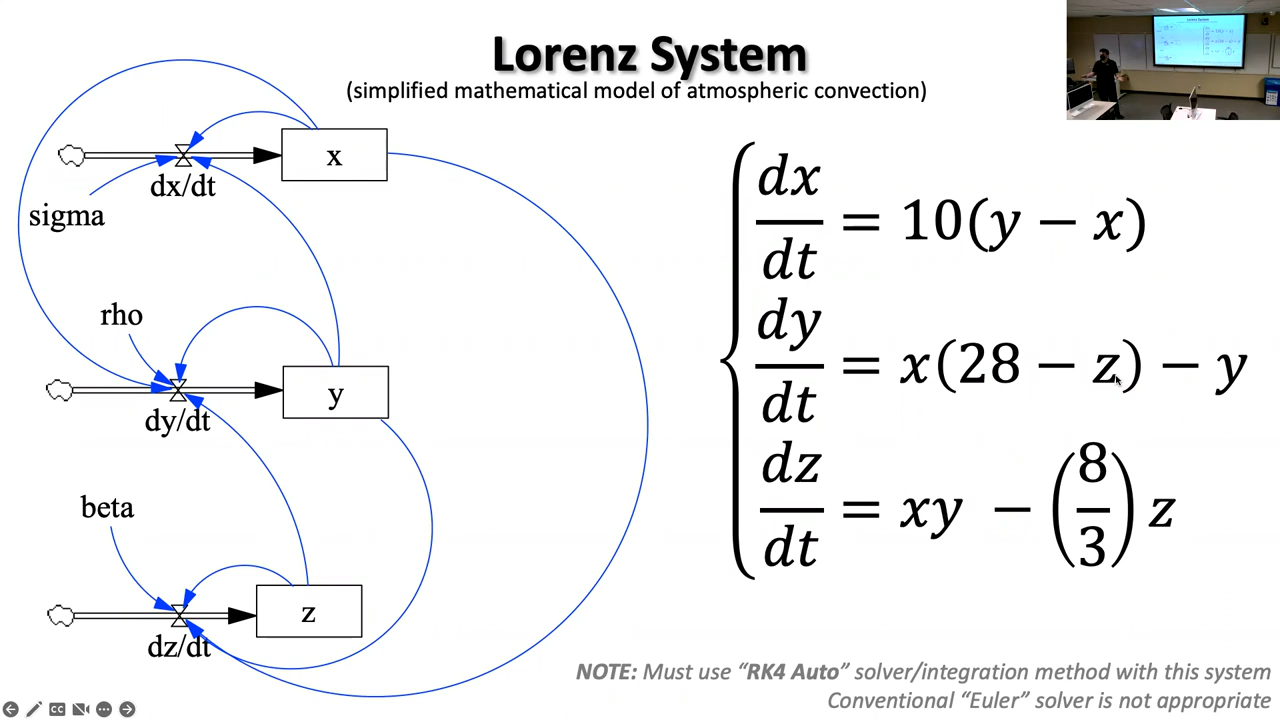 Lorenz System
(simplified mathematical model of atmospheric convection)
x
dx/dt
sigma
rho
y
dy/dt
beta
z
dz/dt
dx/dt = 10(y − x)
dy/dt = x(28 − z) − y
dz/dt = xy − (8/3) z
NOTE: Must use “RK4 Auto” solver/integration method with this system
Conventional “Euler” solver is not appropriate
CC